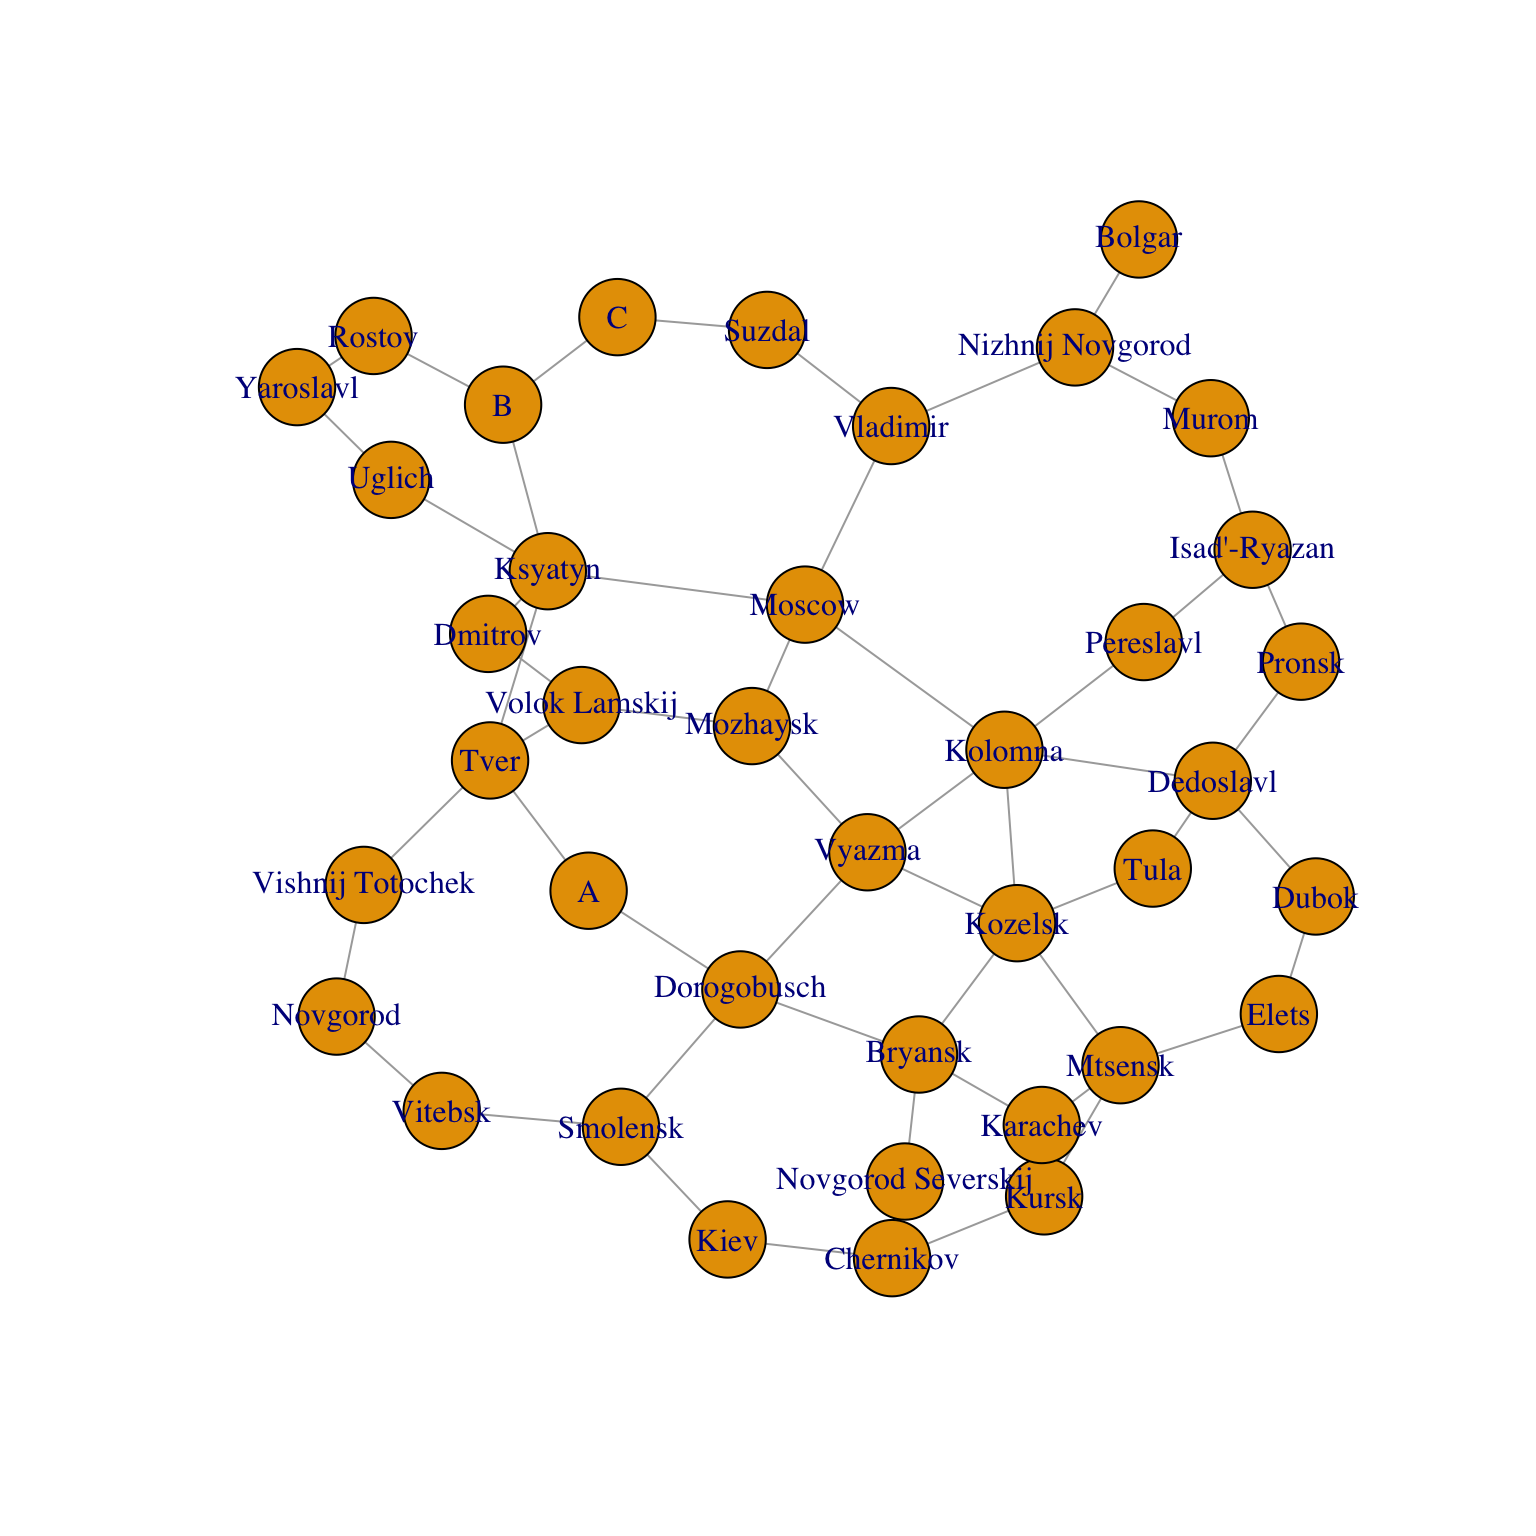 Bolgar
C
Suzdal
Rostov
Nizhnij Novgorod
Yaroslavl
B
Vladimir
Murom
Uglich
Ksyatyn
Isad'-Ryazan
Moscow
Dmitrov
Pereslavl
Pronsk
Volok Lamskij
Mozhaysk
Kolomna
Tver
Dedoslavl
Vyazma
Tula
Vishnij Totochek
A
Dubok
Kozelsk
Dorogobusch
Novgorod
Elets
Bryansk
Mtsensk
Vitebsk
Smolensk
Karachev
Novgorod Severskij
Kursk
Kiev
Chernikov